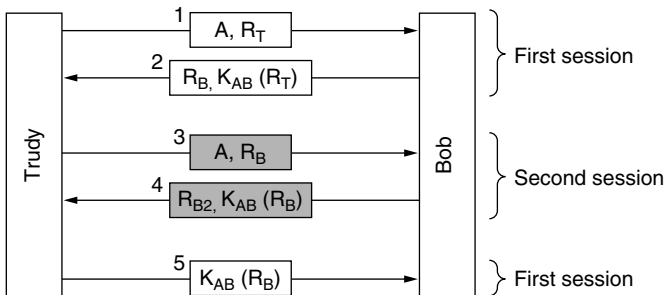 1
A, R_T
First session
2
R_B, K_AB (R_T)
Trudy
Bob
3
A, R_B
Second session
4
R_B2, K_AB (R_B)
5
K_AB (R_B)
First session